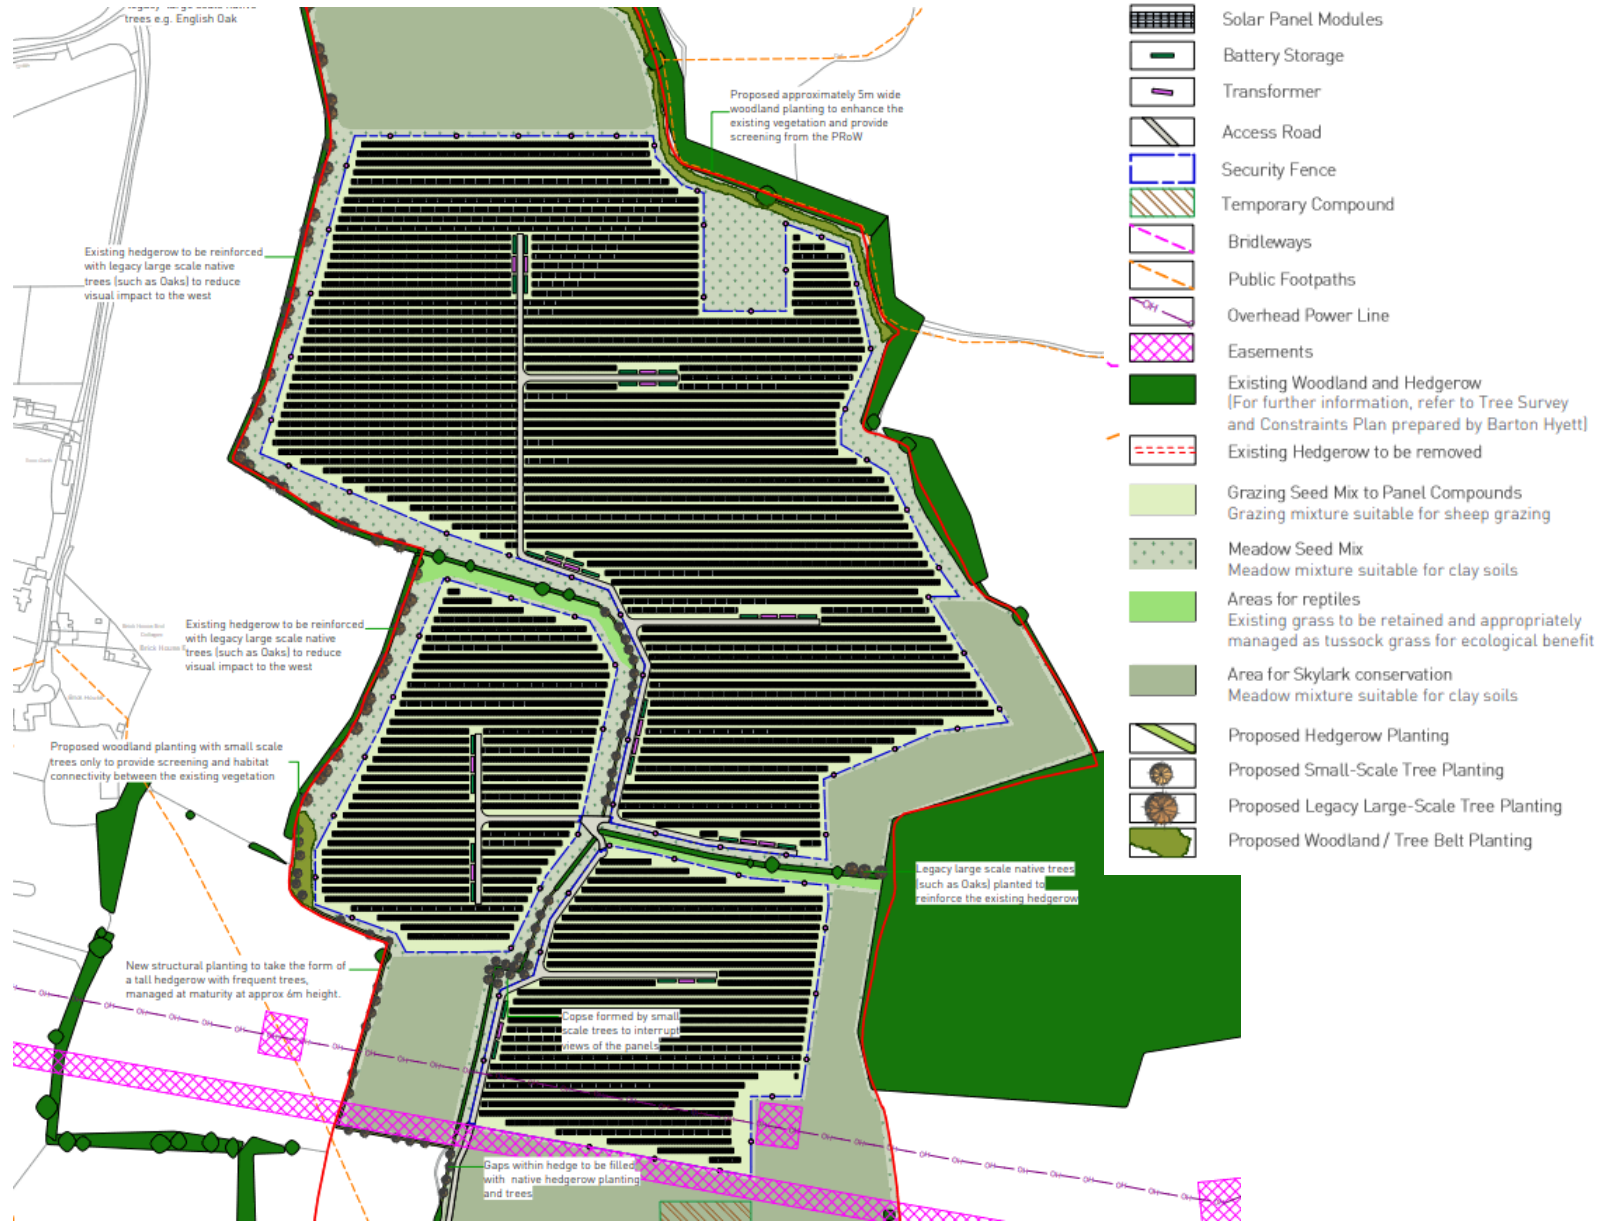 trees e.g. English Oak
Proposed approximately 5m wide
woodland planting to enhance the
existing vegetation and provide
screening from the PRoW
Existing hedgerow to be reinforced
with legacy large scale native
trees (such as Oaks) to reduce
visual impact to the west
Existing hedgerow to be reinforced
with legacy large scale native
trees (such as Oaks) to reduce
visual impact to the west
Brick House
Proposed woodland planting with small scale
trees only to provide screening and habitat
connectivity between the existing vegetation
Legacy large scale native trees
(such as Oaks) planted to
reinforce the existing hedgerow
New structural planting to take the form of
a tall hedgerow with frequent trees,
managed at maturity at approx 6m height.
Copse formed by small
scale trees to interrupt
views of the panels
Gaps within hedge to be filled
with native hedgerow planting
and trees
Solar Panel Modules
Battery Storage
Transformer
Access Road
Security Fence
Temporary Compound
Bridleways
Public Footpaths
OH
Overhead Power Line
Easements
Existing Woodland and Hedgerow
(For further information, refer to Tree Survey
and Constraints Plan prepared by Barton Hyett)
Existing Hedgerow to be removed
Grazing Seed Mix to Panel Compounds
Grazing mixture suitable for sheep grazing
Meadow Seed Mix
Meadow mixture suitable for clay soils
Areas for reptiles
Existing grass to be retained and appropriately
managed as tussock grass for ecological benefit
Area for Skylark conservation
Meadow mixture suitable for clay soils
Proposed Hedgerow Planting
Proposed Small-Scale Tree Planting
Proposed Legacy Large-Scale Tree Planting
Proposed Woodland / Tree Belt Planting